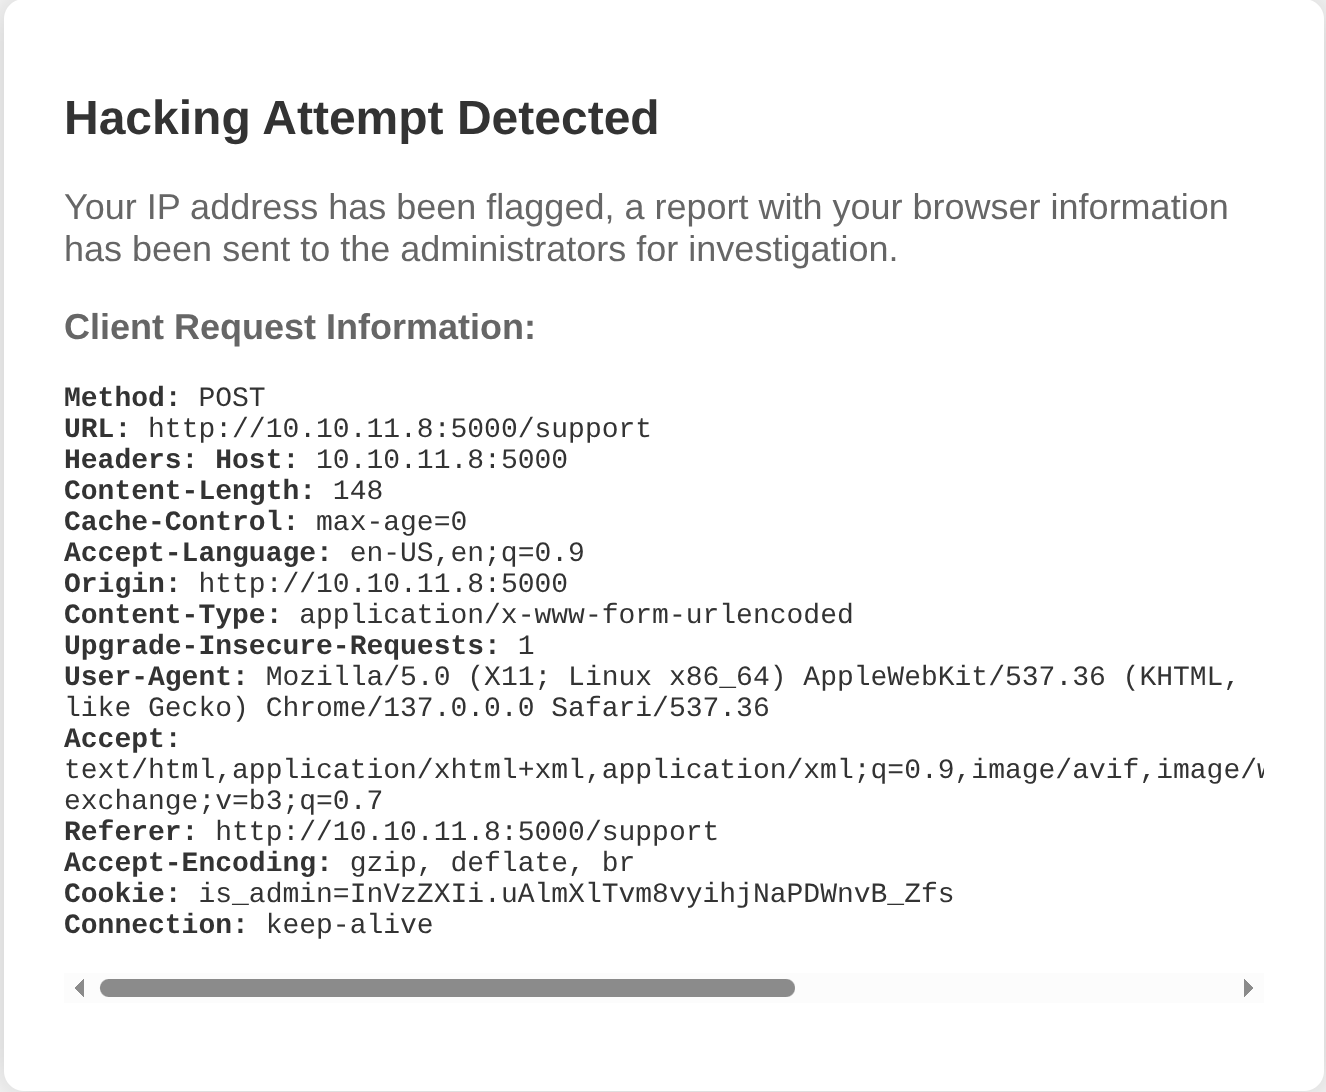 Hacking Attempt Detected
Your IP address has been flagged, a report with your browser information
has been sent to the administrators for investigation.
Client Request Information:
Method: POST
URL: http://10.10.11.8:5000/support
Headers: Host: 10.10.11.8:5000
Content-Length: 148
Cache-Control: max-age=0
Accept-Language: en-US,en;q=0.9
Origin: http://10.10.11.8:5000
Content-Type: application/x-www-form-urlencoded
Upgrade-Insecure-Requests: 1
User-Agent: Mozilla/5.0 (X11; Linux x86_64) AppleWebKit/537.36 (KHTML,
like Gecko) Chrome/137.0.0.0 Safari/537.36
Accept:
text/html,application/xhtml+xml,application/xml;q=0.9,image/avif,image/
exchange;v=b3;q=0.7
Referer: http://10.10.11.8:5000/support
Accept-Encoding: gzip, deflate, br
Cookie: is_admin=InVzZXIi.uAlmXlTvm8vyihjNaPDWnvB_Zfs
Connection: keep-alive